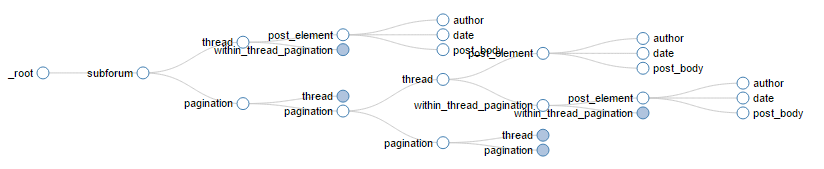 author
thread
post_element
date
author
within_thread_pagination
post_body
post_element
date
_root
subforum
thread
post_body
author
pagination
thread
within_thread_pagination
post_element
date
pagination
within_thread_pagination
post_body
pagination
thread
pagination